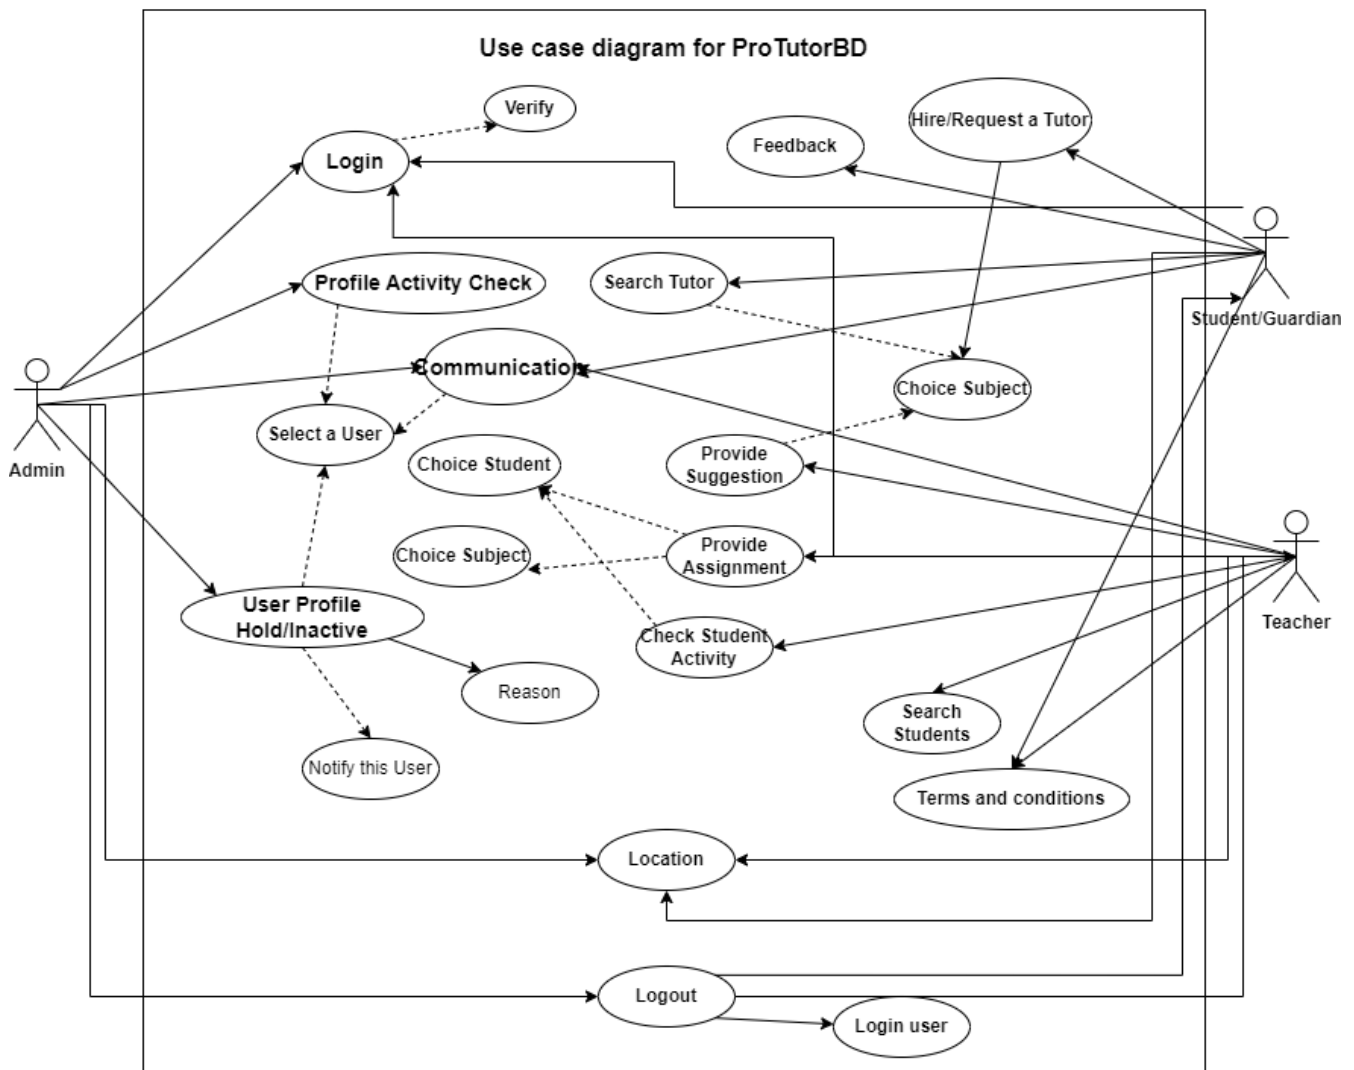 Use case diagram for ProTutorBD
Verify
Hire/Request a Tutor
Feedback
Login
Profile Activity Check
Search Tutor
Student/Guardian
Communication
Choice Subject
Select a User
Admin
Choice Student
Provide
Suggestion
Choice Subject
Provide
Assignment
User Profile
Hold/Inactive
Check Student
Activity
Teacher
Reason
Search
Students
Notify this User
Terms and conditions
Location
Logout
Login user